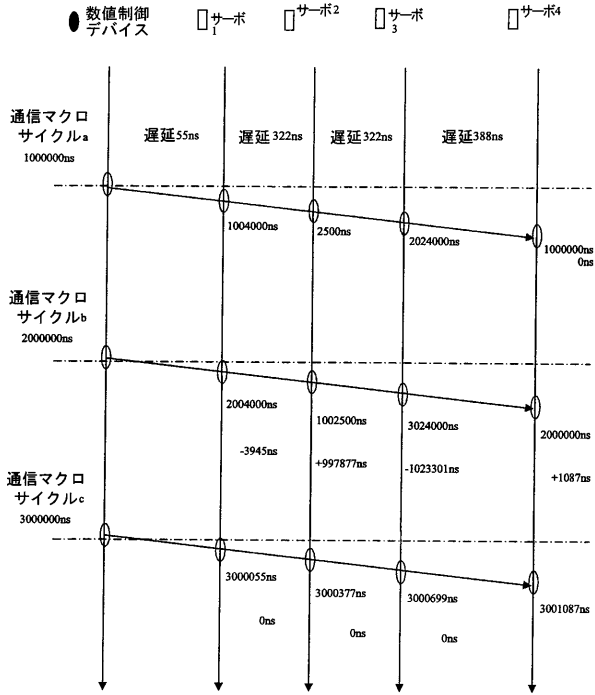 数値制御
デバイス
サーボ
1
サーボ2
サーボ
3
サーボ4
通信マクロ
サイクルa
1000000ns
遅延55ns
遅延322ns
遅延322ns
遅延388ns
1004000ns
2500ns
2024000ns
1000000ns
0ns
通信マクロ
サイクルb
2000000ns
2004000ns
1002500ns
3024000ns
2000000ns
-3945ns
+997877ns
-1023301ns
+1087ns
通信マクロ
サイクルc
3000000ns
3000055ns
3000377ns
3000699ns
3001087ns
0ns
0ns
0ns